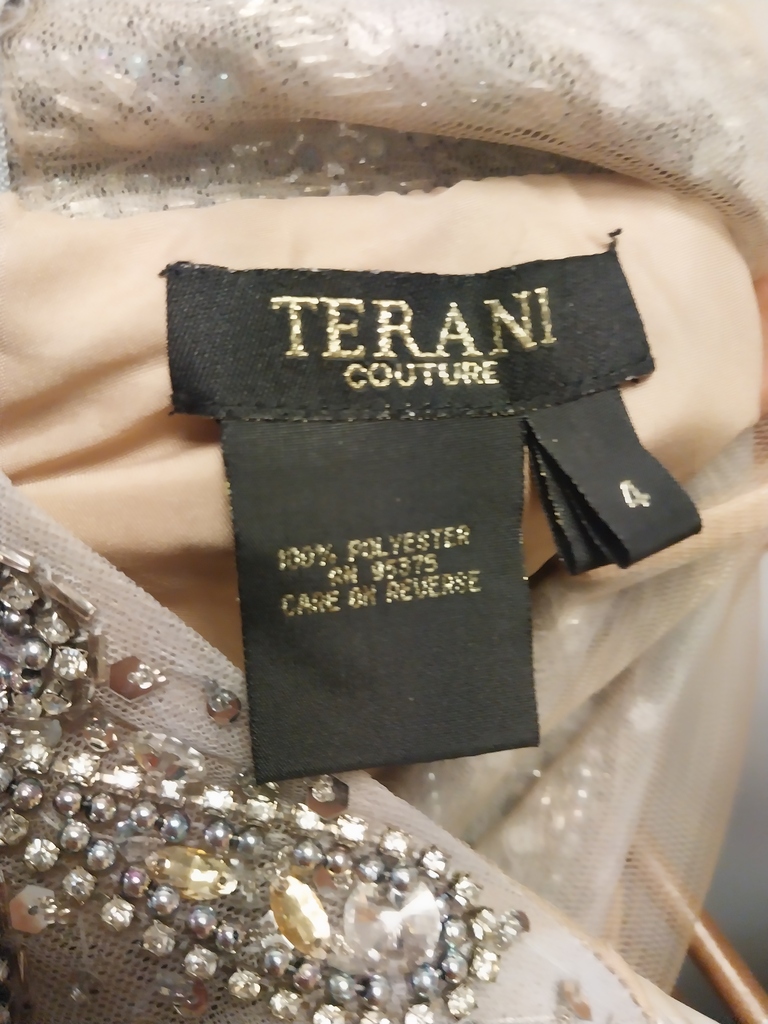 TERANI
COUTURE
4
100% POLYESTER
RN 95375
CARE ON REVERSE